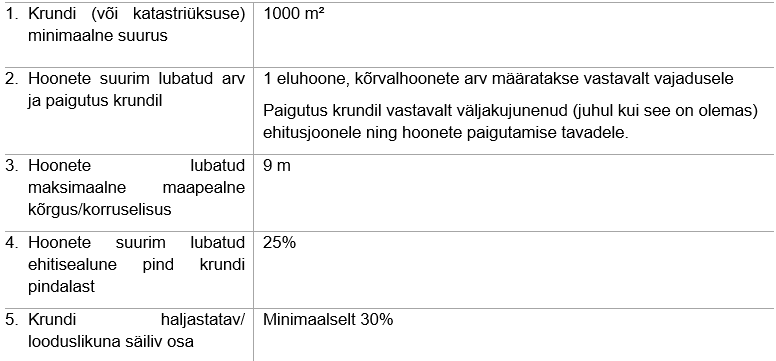 1. Krundi (või katastriüksuse) minimaalne suurus
1000 m²
2. Hoonete suurim lubatud arv ja paigutus krundil
1 eluhoone, kõrvalhoonete arv määratakse vastavalt vajadusele
Paigutus krundil vastavalt väljakujunenud (juhul kui see on olemas)
ehitusjoonele ning hoonete paigutamise tavadele.
3. Hoonete lubatud maksimaalne maapealne kõrgus/korruselisus
9 m
4. Hoonete suurim lubatud ehitisealune pind krundi pindalast
25%
5. Krundi haljastatav/ looduslikuna säiliv osa
Minimaalselt 30%